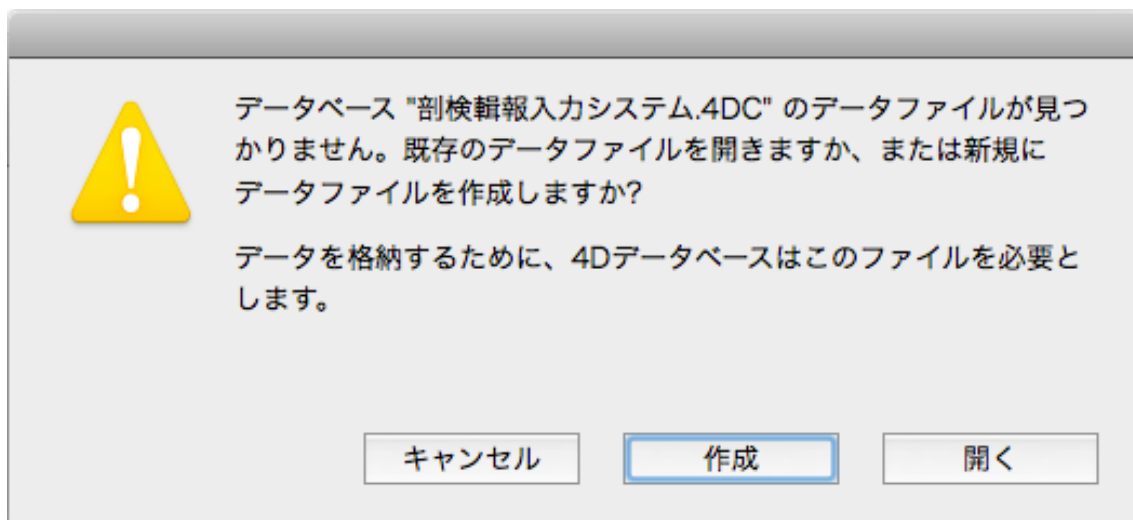 データベース "剖検輯報入力システム.4DC" のデータファイルが見つ
かりません。既存のデータファイルを開きますか、または新規に
データファイルを作成しますか?
データを格納するために、4Dデータベースはこのファイルを必要と
します。
キャンセル 作成 開く